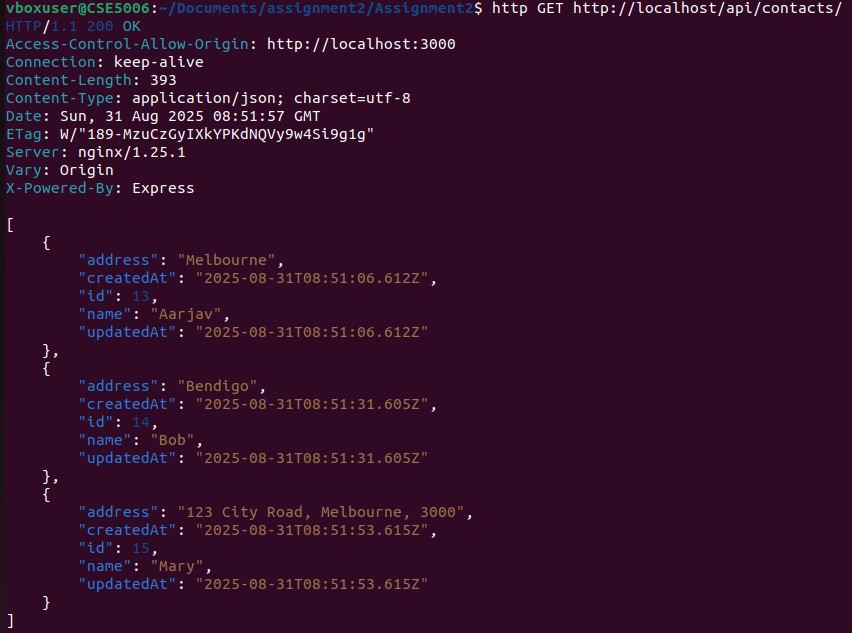 vboxuser@CSE5006:~/Documents/assignment2/Assignment2$ http GET http://localhost/api/contacts/
HTTP/1.1 200 OK
Access-Control-Allow-Origin: http://localhost:3000
Connection: keep-alive
Content-Length: 393
Content-Type: application/json; charset=utf-8
Date: Sun, 31 Aug 2025 08:51:57 GMT
ETag: W/"189-MzuCzGyIXkYPKdNQVy9w4Si9g1g"
Server: nginx/1.25.1
Vary: Origin
X-Powered-By: Express

[
    {
        "address": "Melbourne",
        "createdAt": "2025-08-31T08:51:06.612Z",
        "id": 13,
        "name": "Aarjav",
        "updatedAt": "2025-08-31T08:51:06.612Z"
    },
    {
        "address": "Bendigo",
        "createdAt": "2025-08-31T08:51:31.605Z",
        "id": 14,
        "name": "Bob",
        "updatedAt": "2025-08-31T08:51:31.605Z"
    },
    {
        "address": "123 City Road, Melbourne, 3000",
        "createdAt": "2025-08-31T08:51:53.615Z",
        "id": 15,
        "name": "Mary",
        "updatedAt": "2025-08-31T08:51:53.615Z"
    }
]